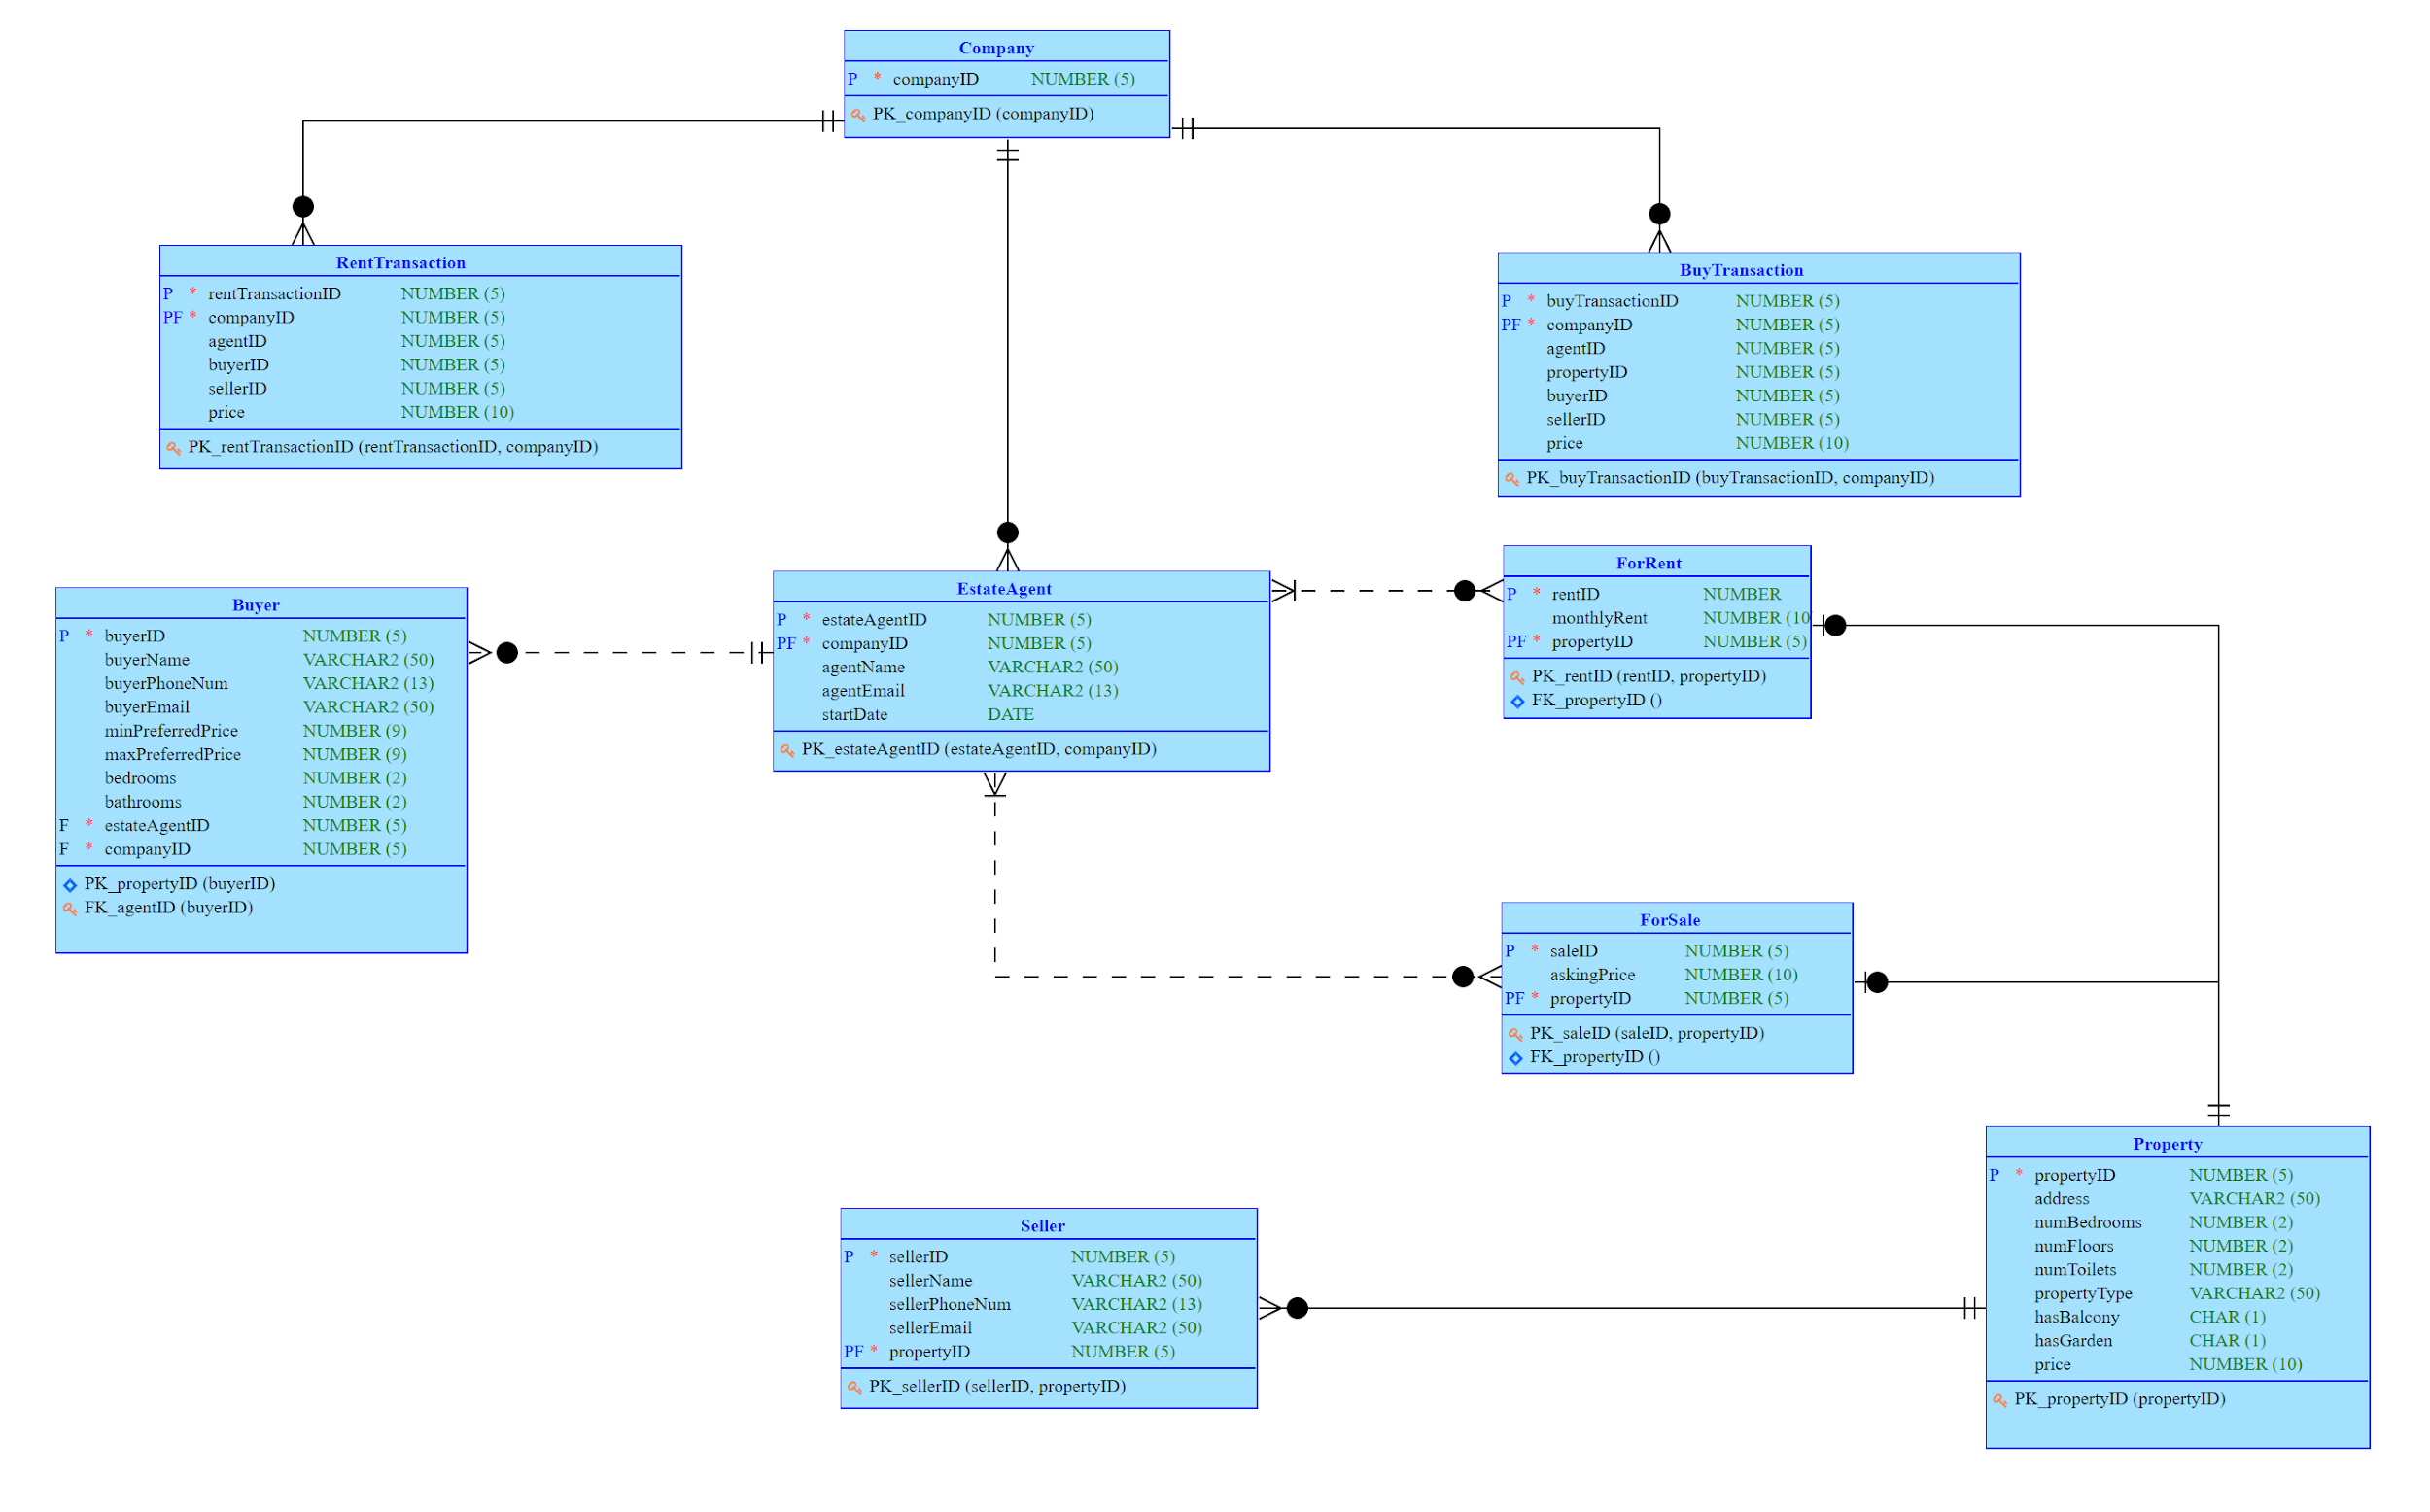 Company
P * companyID NUMBER (5)
PK_companyID (companyID)
RentTransaction
P * rentTransactionID NUMBER (5)
PF * companyID NUMBER (5)
agentID NUMBER (5)
buyerID NUMBER (5)
sellerID NUMBER (5)
price NUMBER (10)
PK_rentTransactionID (rentTransactionID, companyID)
BuyTransaction
P * buyTransactionID NUMBER (5)
PF * companyID NUMBER (5)
agentID NUMBER (5)
propertyID NUMBER (5)
buyerID NUMBER (5)
sellerID NUMBER (5)
price NUMBER (10)
PK_buyTransactionID (buyTransactionID, companyID)
Buyer
P * buyerID NUMBER (5)
buyerName VARCHAR2 (50)
buyerPhoneNum VARCHAR2 (13)
buyerEmail VARCHAR2 (50)
minPreferredPrice NUMBER (9)
maxPreferredPrice NUMBER (9)
bedrooms NUMBER (2)
bathrooms NUMBER (2)
F * estateAgentID NUMBER (5)
F * companyID NUMBER (5)
PK_propertyID (buyerID)
FK_agentID (buyerID)
EstateAgent
P * estateAgentID NUMBER (5)
PF * companyID NUMBER (5)
agentName VARCHAR2 (50)
agentEmail VARCHAR2 (13)
startDate DATE
PK_estateAgentID (estateAgentID, companyID)
ForRent
P * rentID NUMBER
monthlyRent NUMBER (10
PF * propertyID NUMBER (5)
PK_rentID (rentID, propertyID)
FK_propertyID ()
ForSale
P * saleID NUMBER (5)
askingPrice NUMBER (10)
PF * propertyID NUMBER (5)
PK_saleID (saleID, propertyID)
FK_propertyID ()
Seller
P * sellerID NUMBER (5)
sellerName VARCHAR2 (50)
sellerPhoneNum VARCHAR2 (13)
sellerEmail VARCHAR2 (50)
PF * propertyID NUMBER (5)
PK_sellerID (sellerID, propertyID)
Property
P * propertyID NUMBER (5)
address VARCHAR2 (50)
numBedrooms NUMBER (2)
numFloors NUMBER (2)
numToilets NUMBER (2)
propertyType VARCHAR2 (50)
hasBalcony CHAR (1)
hasGarden CHAR (1)
price NUMBER (10)
PK_propertyID (propertyID)